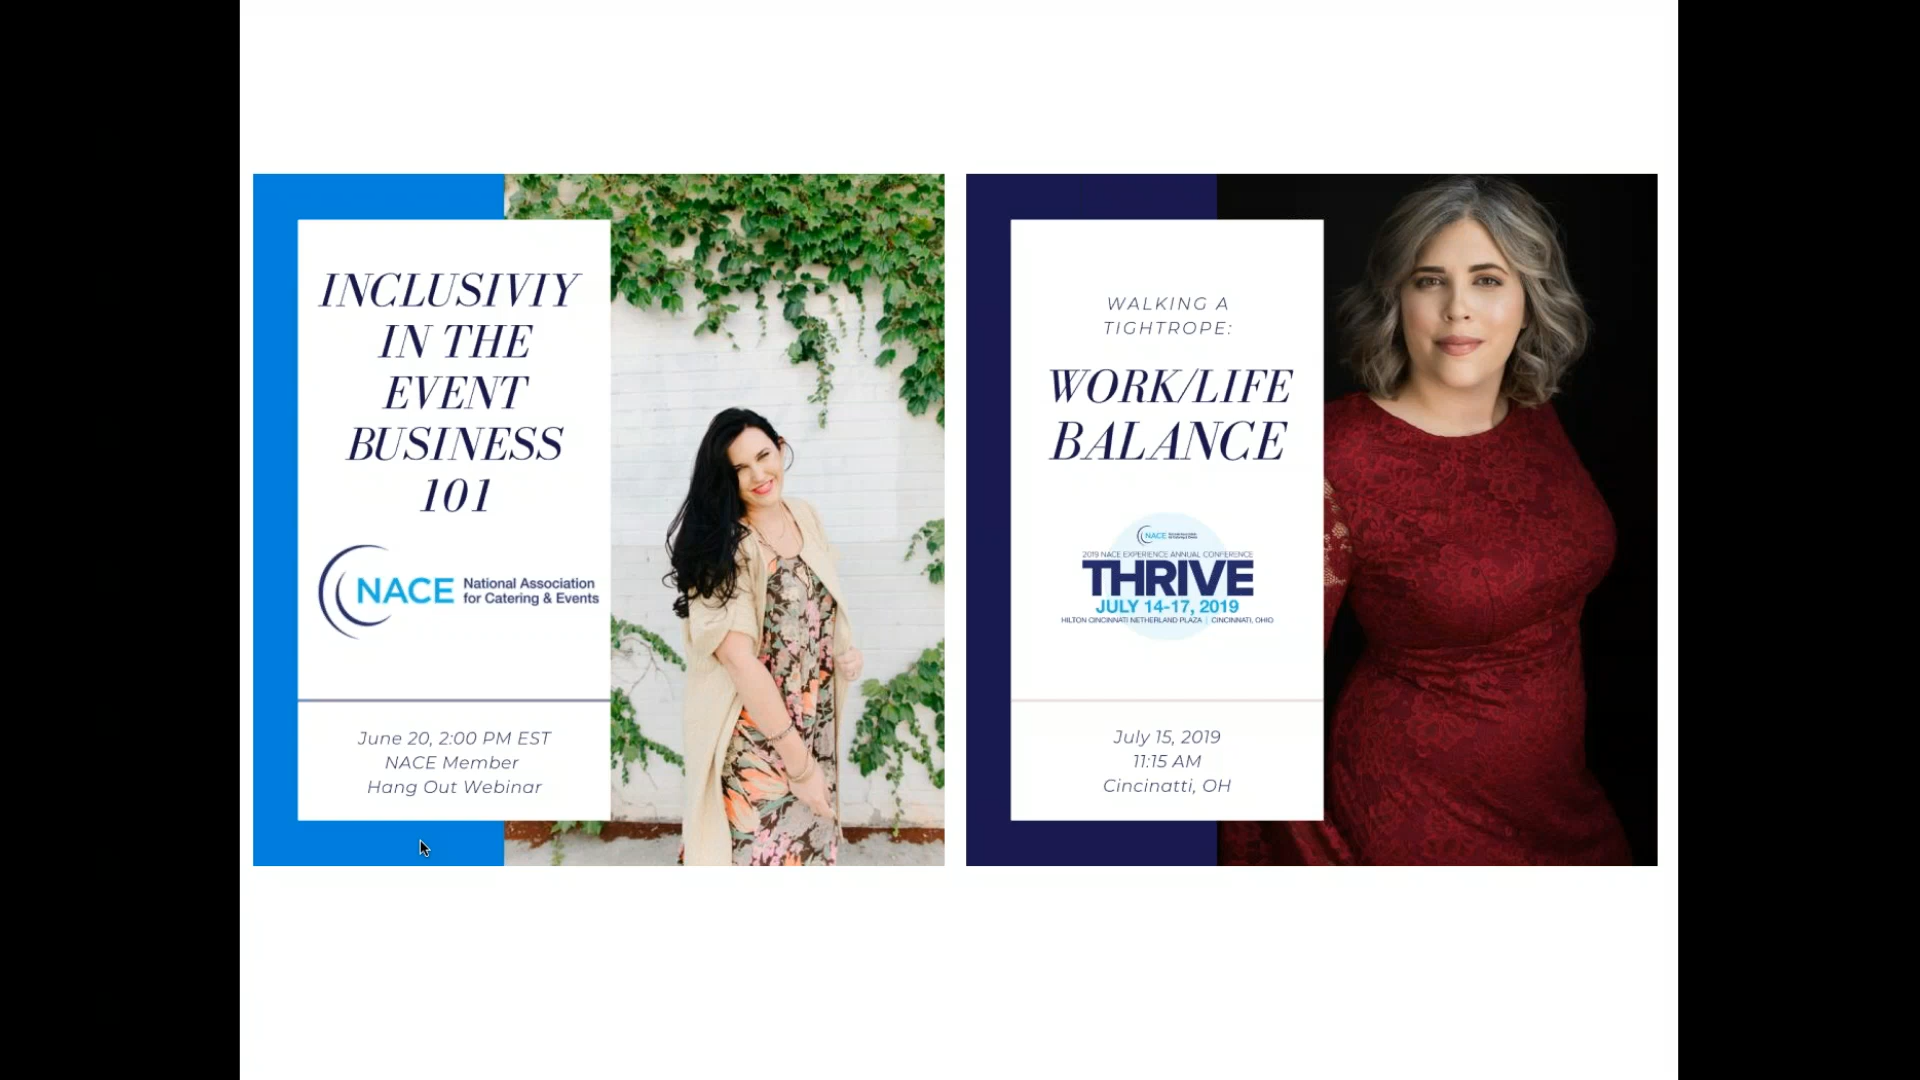 INCLUSIVIY
IN THE
EVENT
BUSINESS
101
NACE National Association
for Catering & Events
June 20, 2:00 PM EST
NACE Member
Hang Out Webinar
WALKING A
TIGHTROPE:
WORK/LIFE
BALANCE
NACE
2019 NACE EXPERIENCE ANNUAL CONFERENCE
THRIVE
JULY 14-17, 2019
HILTON CINCINNATI NETHERLAND PLAZA | CINCINNATI, OHIO
July 15, 2019
11:15 AM
Cincinatti, OH